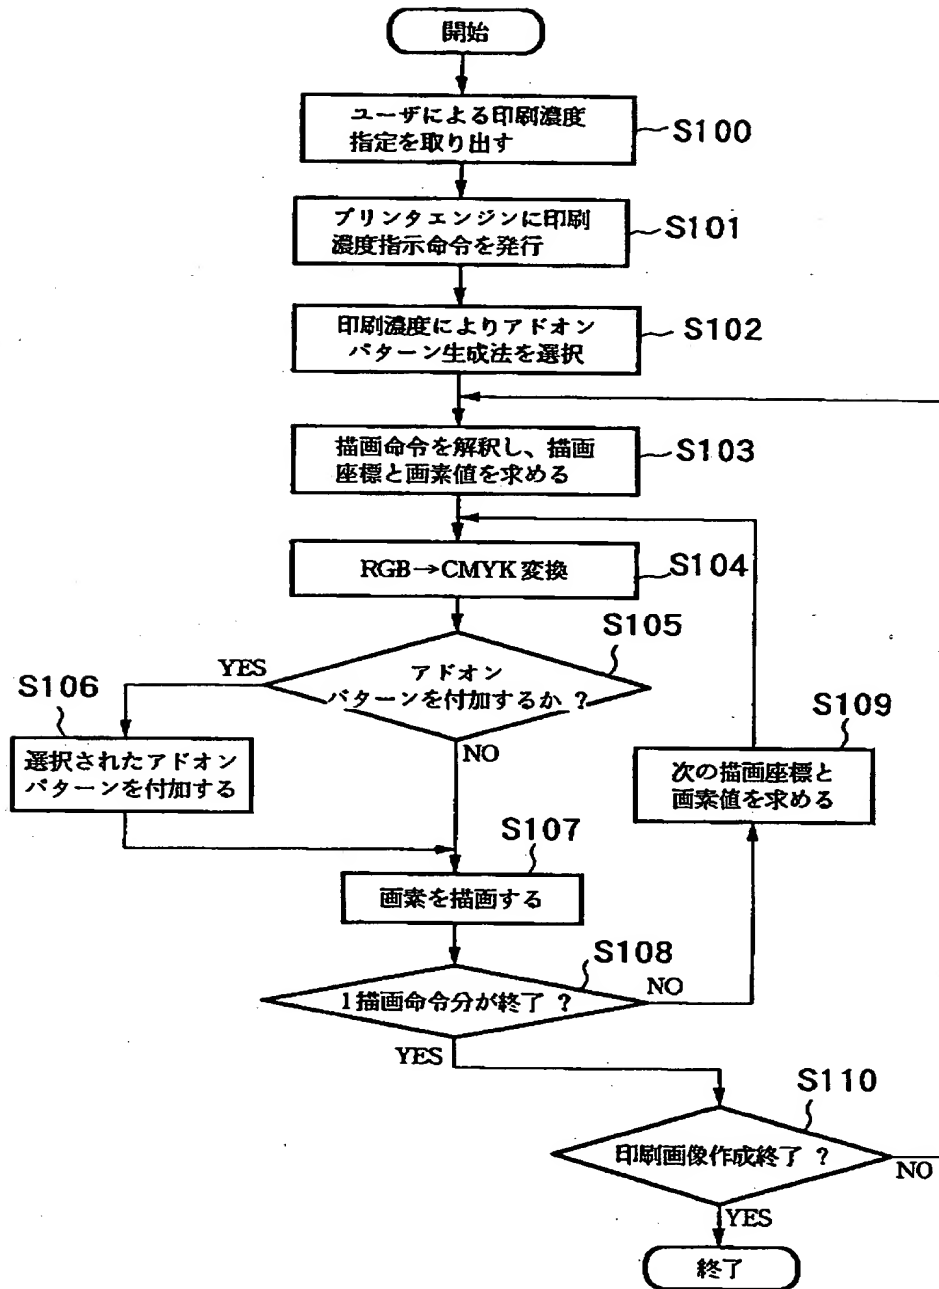 開始
ユーザによる印刷濃度
指定を取り出す
S100
プリンタエンジンに印刷
濃度指示命令を発行
S101
印刷濃度によりアドオン
パターン生成法を選択
S102
描画命令を解釈し、描画
座標と画素値を求める
S103
RGB→CMYK変換
S104
S105
アドオン
パターンを付加するか？
YES
NO
S106
選択されたアドオン
パターンを付加する
S109
次の描画座標と
画素値を求める
S107
画素を描画する
S108
1描画命令分が終了？
NO
YES
S110
印刷画像作成終了？
NO
YES
終了